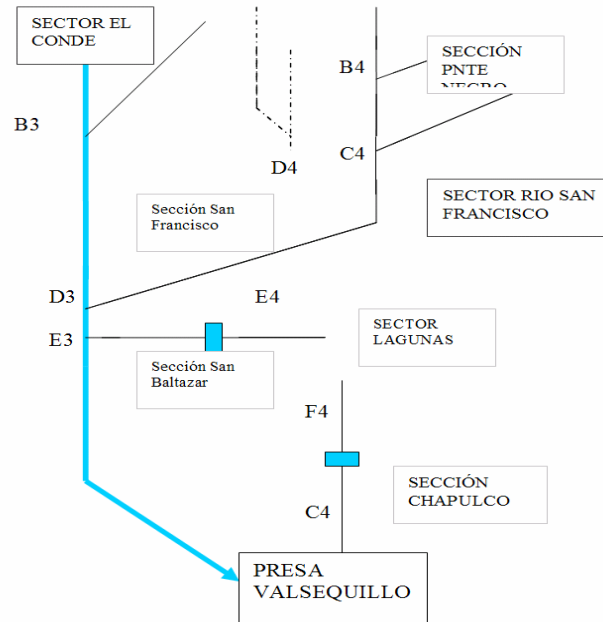 SECTOR EL
CONDE
B4
SECCIÓN
PNTE
NEGRO
B3
C4
D4
SECTOR RIO SAN
FRANCISCO
Sección San
Francisco
D3
E4
E3
SECTOR
LAGUNAS
Sección San
Baltazar
F4
SECCIÓN
CHAPULCO
C4
PRESA
VALSEQUILLO